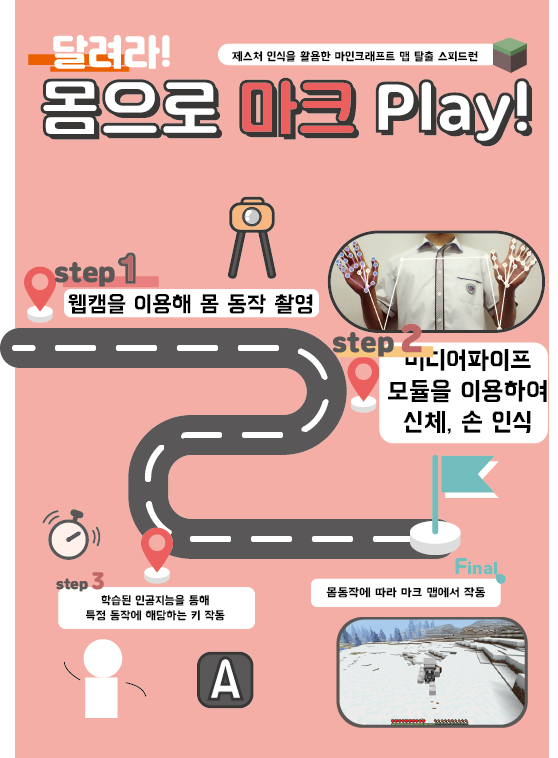 달려라!
제스처 인식을 활용한 마인크래프트 맵 탈출 스피드런
몸으로 마크 Play!
step 1
웹캠을 이용해 몸 동작 촬영
step 2
미디어파이프
모듈을 이용하여
신체, 손 인식
step 3
학습된 인공지능을 통해
특정 동작에 해당하는 키 작동
Final
몸동작에 따라 마크 맵에서 작동
A